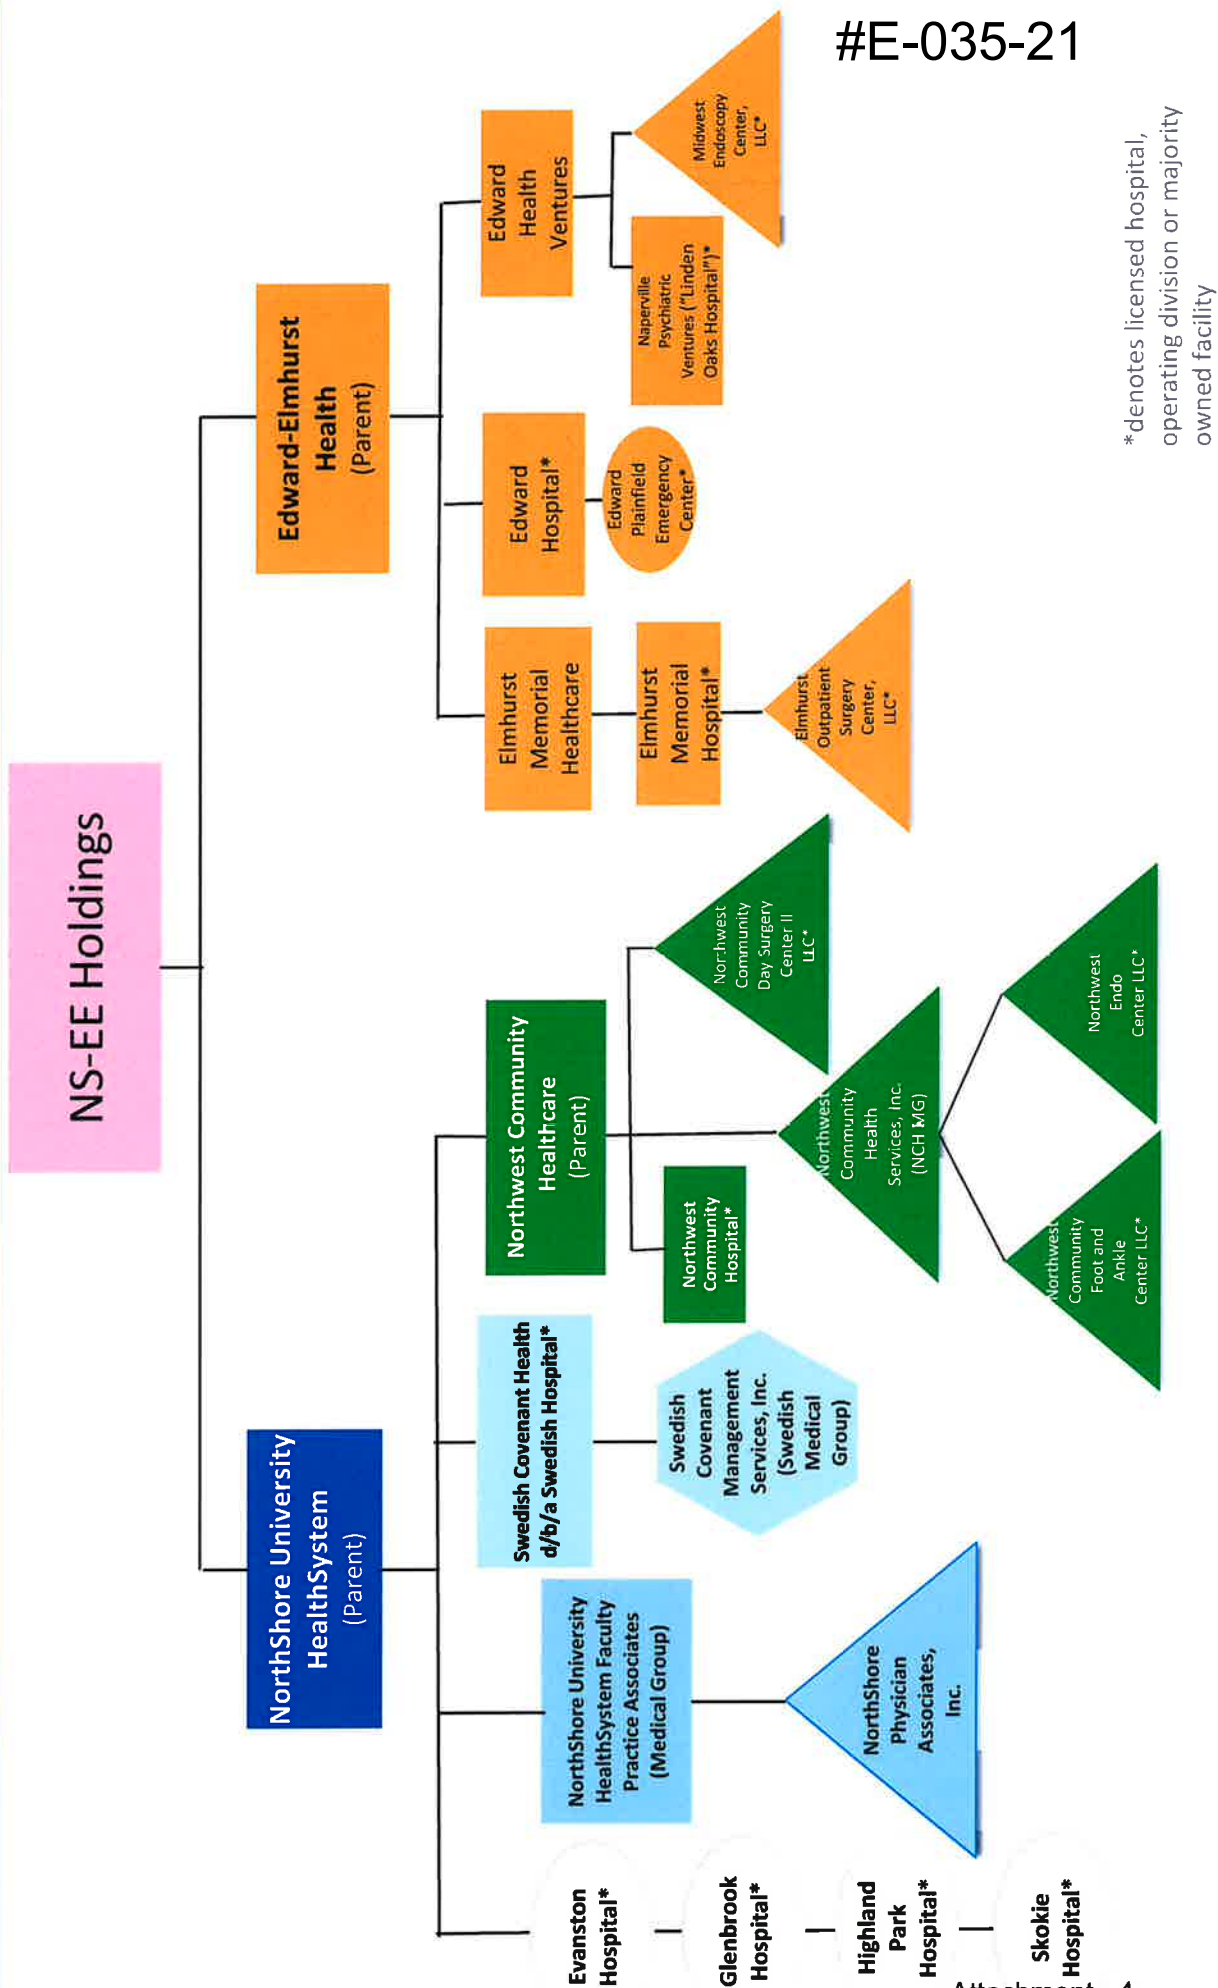 #E-035-21
NS-EE Holdings
NorthShore University
HealthSystem
(Parent)
Edward-Elmhurst
Health
(Parent)
Evanston
Hospital*
Glenbrook
Hospital*
Highland
Park
Hospital*
Skokie
Hospital*
NorthShore University
HealthSystem Faculty
Practice Associates
(Medical Group)
NorthShore
Physician
Associates,
Inc.
Swedish Covenant Health
d/b/a Swedish Hospital*
Swedish
Covenant
Management
Services, Inc.
(Swedish
Medical
Group)
Northwest Community
Healthcare
(Parent)
Northwest
Community
Hospital*
Northwest
Community
Health
Services, Inc.
(NCH MG)
Northwest
Community
Foot and
Ankle
Center LLC*
Northwest
Endo
Center LLC*
Northwest
Community
Day Surgery
Center II
LLC*
Elmhurst
Memorial
Healthcare
Elmhurst
Memorial
Hospital*
Elmhurst
Outpatient
Surgery
Center,
LLC*
Edward
Hospital*
Edward
Plainfield
Emergency
Center*
Edward
Health
Ventures
Naperville
Psychiatric
Ventures ("Linden
Oaks Hospital")*
Midwest
Endoscopy
Center,
LLC*
*denotes licensed hospital,
operating division or majority
owned facility